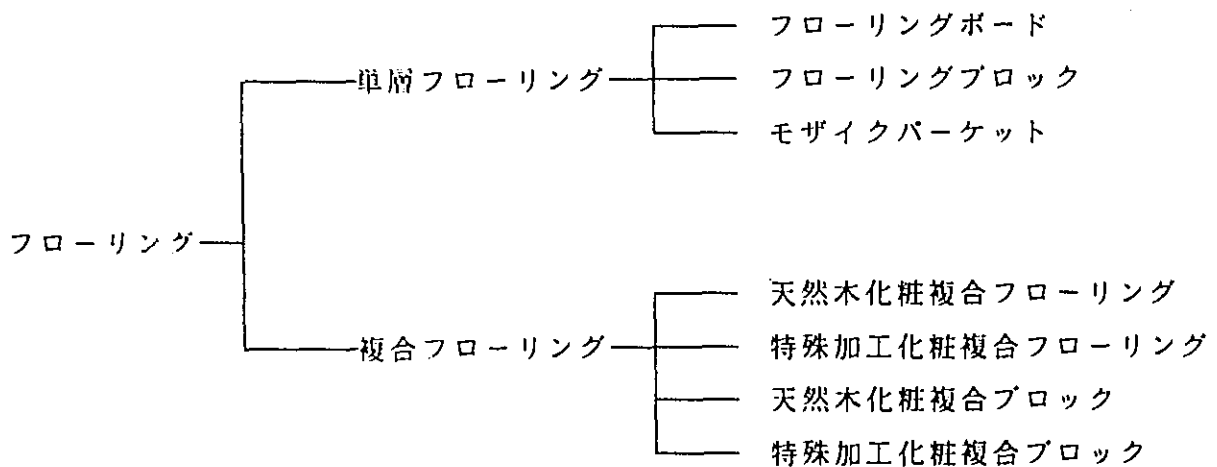 フローリング
単層フローリング
フローリングボード
フローリングブロック
モザイクパーケット
複合フローリング
天然木化粧複合フローリング
特殊加工化粧複合フローリング
天然木化粧複合ブロック
特殊加工化粧複合ブロック